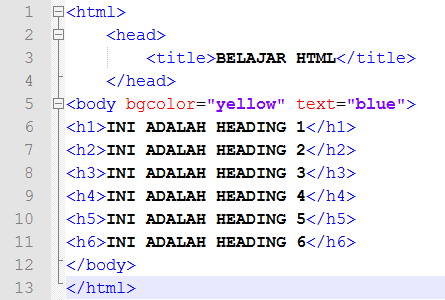 1 <html>
2 <head>
3 <title>BELAJAR HTML</title>
4 </head>
5 <body bgcolor="yellow" text="blue">
6 <h1>INI ADALAH HEADING 1</h1>
7 <h2>INI ADALAH HEADING 2</h2>
8 <h3>INI ADALAH HEADING 3</h3>
9 <h4>INI ADALAH HEADING 4</h4>
10 <h5>INI ADALAH HEADING 5</h5>
11 <h6>INI ADALAH HEADING 6</h6>
12 </body>
13 </html>